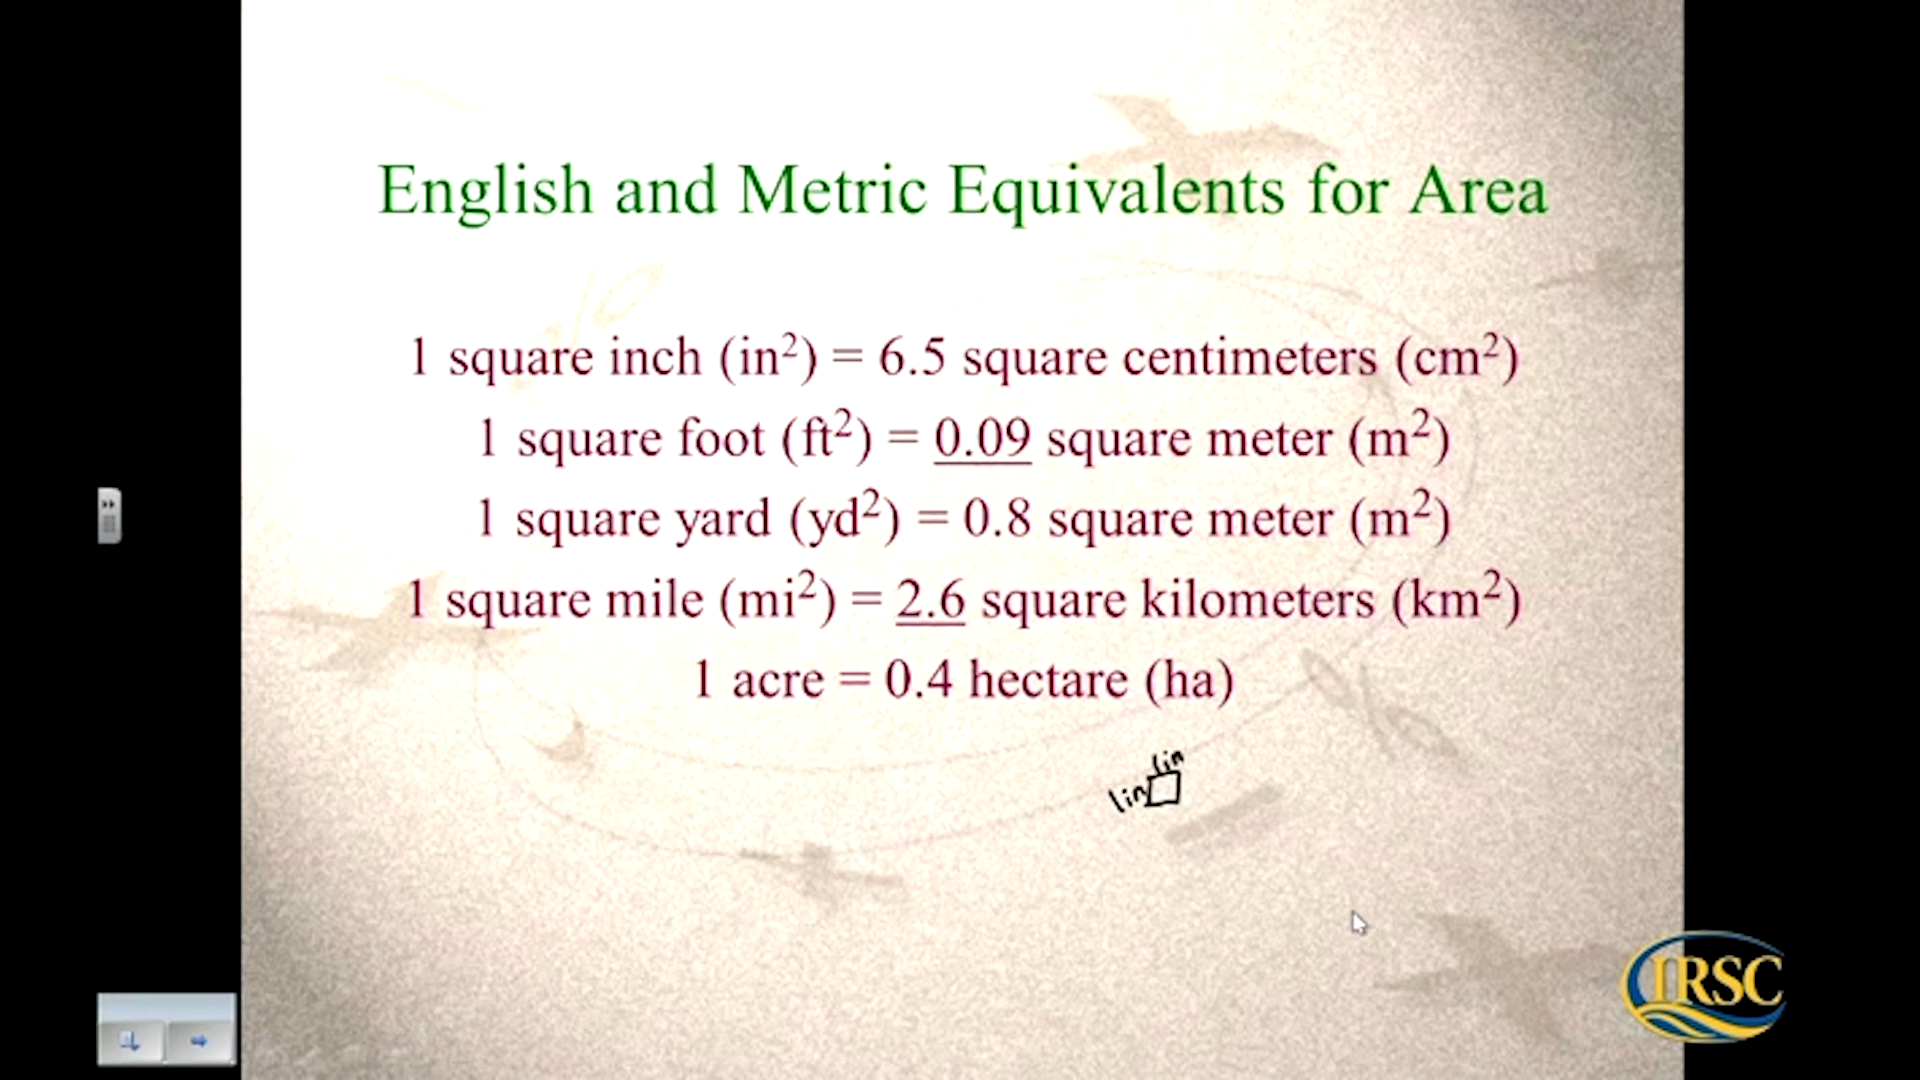 English and Metric Equivalents for Area
1 square inch (in²) = 6.5 square centimeters (cm²)
1 square foot (ft²) = 0.09 square meter (m²)
1 square yard (yd²) = 0.8 square meter (m²)
1 square mile (mi²) = 2.6 square kilometers (km²)
1 acre = 0.4 hectare (ha)
1in
1in
IRSC